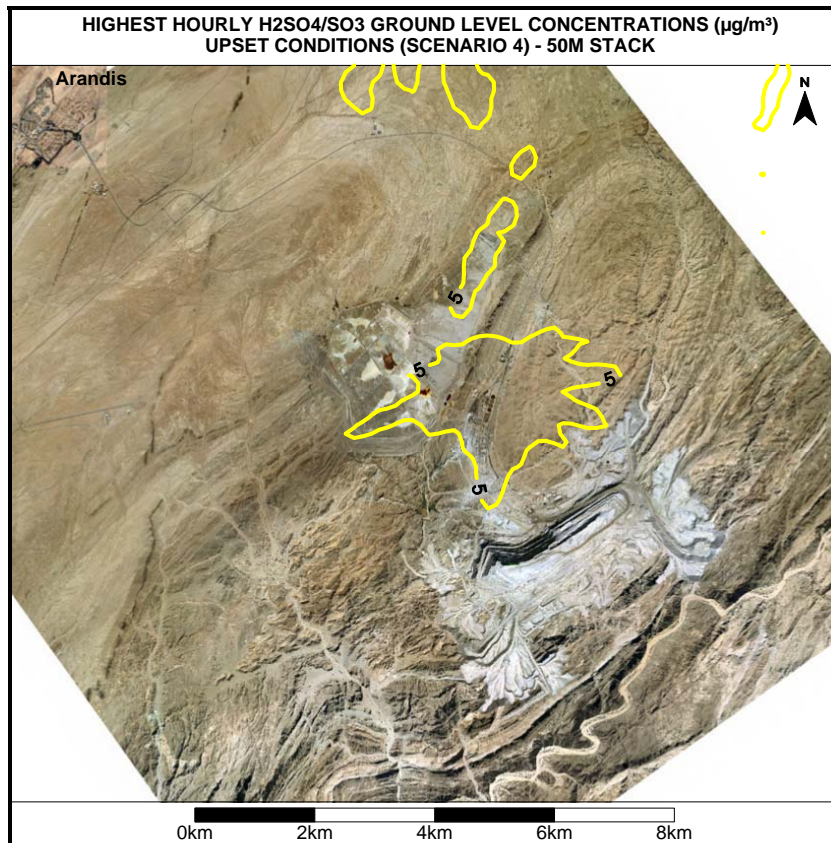 HIGHEST HOURLY H2SO4/SO3 GROUND LEVEL CONCENTRATIONS (µg/m³)
UPSET CONDITIONS (SCENARIO 4) - 50M STACK
Arandis
N
5
5
5
5
0km 2km 4km 6km 8km